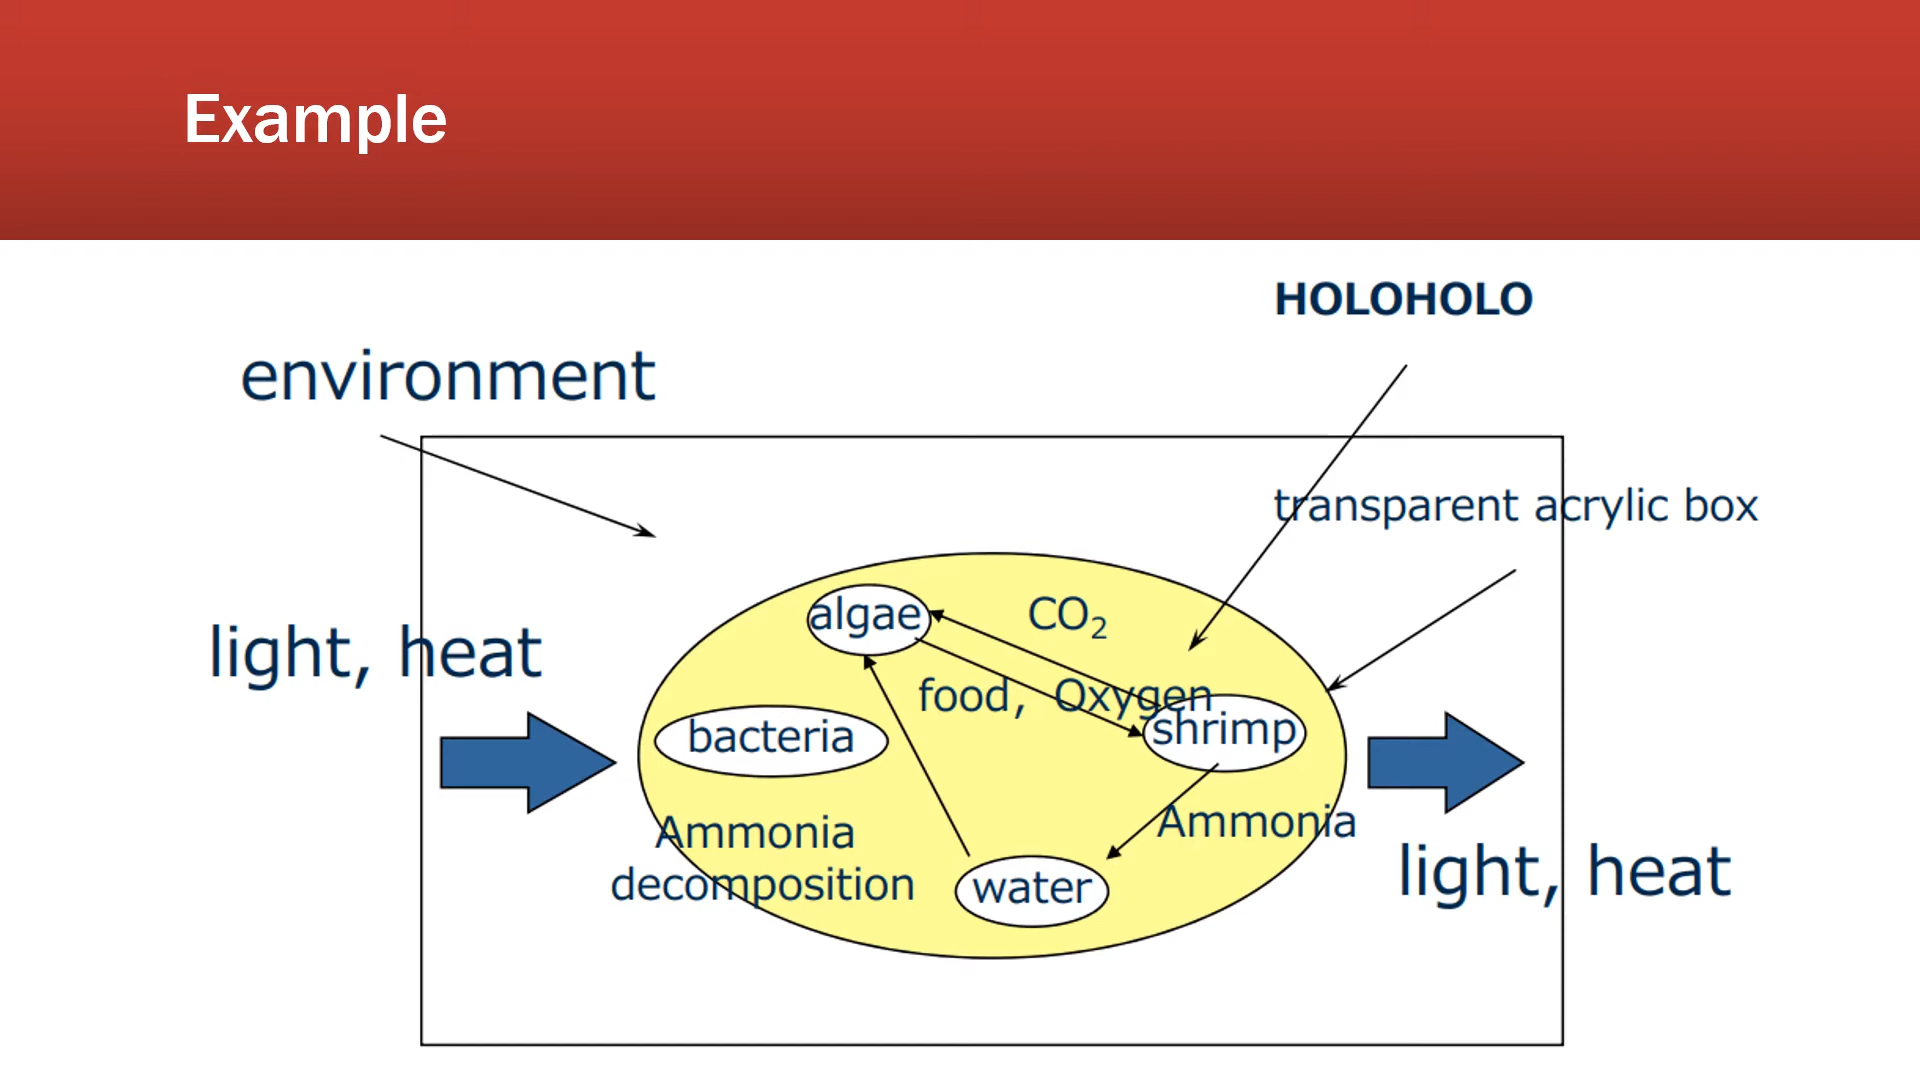 Example
HOLOHOLO
environment
transparent acrylic box
algae
CO₂
light, heat
food, Oxygen
shrimp
bacteria
Ammonia
Ammonia
decomposition
water
light, heat